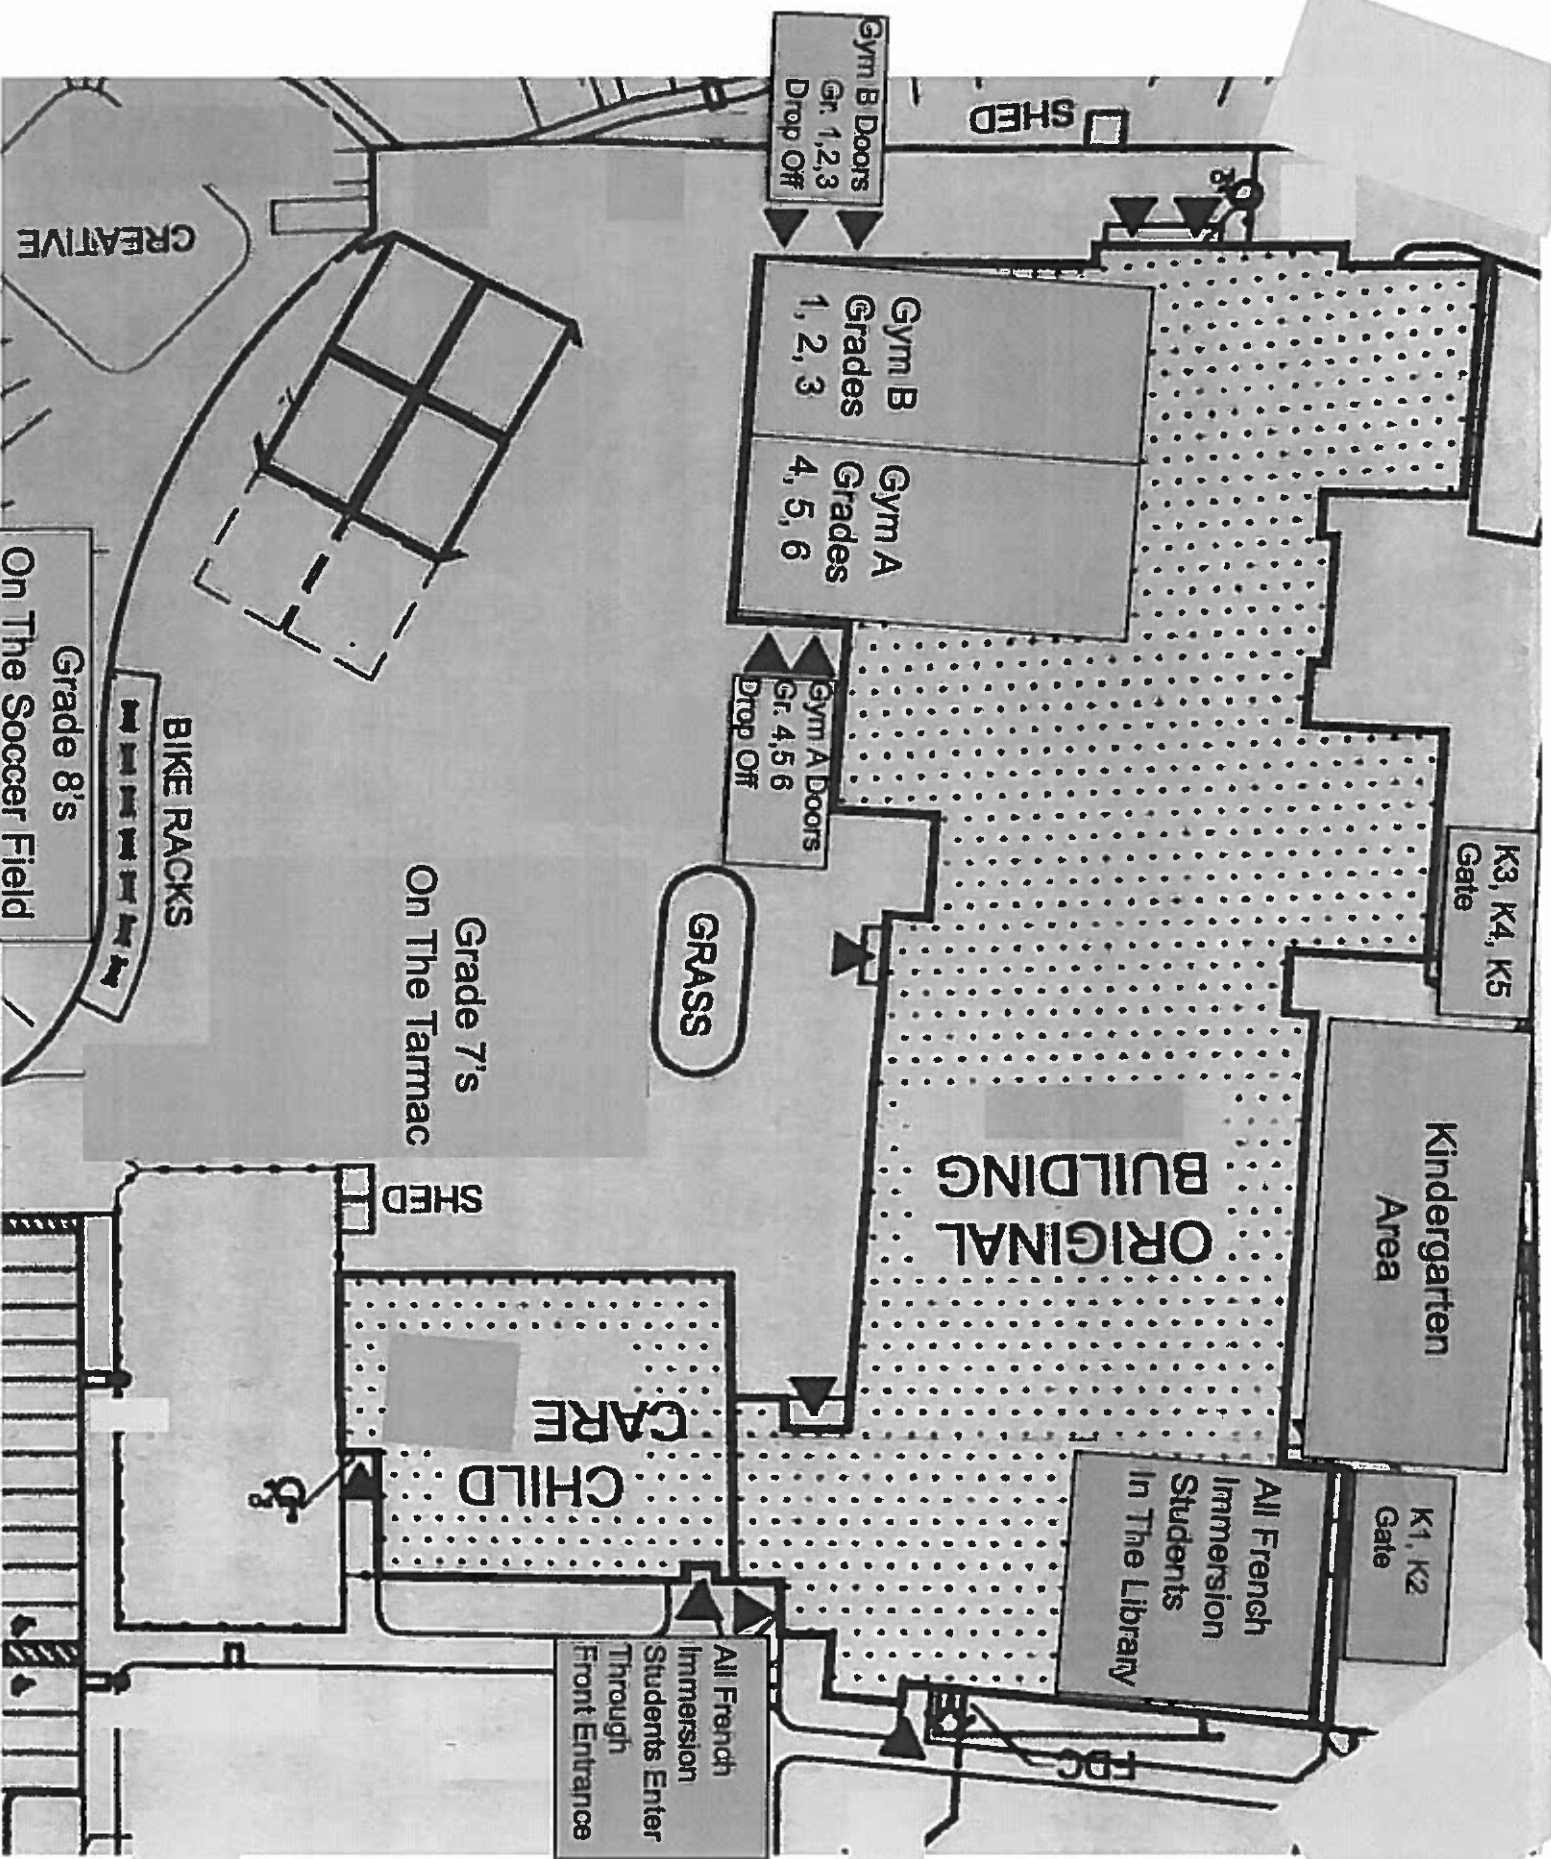 Gym B Doors
Gr. 1,2,3
Drop Off
SHED
CREATIVE
Gym B
Grades
1, 2, 3
Gym A
Grades
4, 5, 6
Gym A Doors
Gr. 4,5 6
Drop Off
K3, K4, K5
Gate
Kindergarten
Area
K1, K2
Gate
ORIGINAL
BUILDING
GRASS
Grade 7's
On The Tarmac
BIKE RACKS
Grade 8's
On The Soccer Field
SHED
CHILD
CARE
All French
Immersion
Students
In The Library
All French
Immersion
Students Enter
Through
Front Entrance
FDC